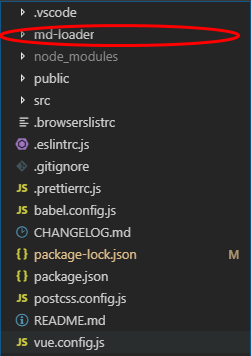 .vscode
md-loader
node_modules
public
src
.browserslistrc
.eslintrc.js
.gitignore
JS .prettierrc.js
JS babel.config.js
CHANGELOG.md
{} package-lock.json M
{} package.json
JS postcss.config.js
README.md
JS vue.config.js